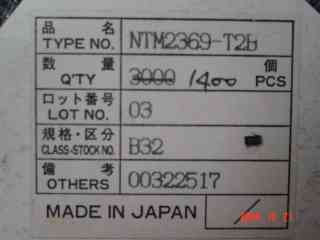 品名
TYPE NO. NTM2369-T2B
数量 個
Q'TY 3000 1400 PCS
ロット番号
LOT NO. 03
規格・区分
CLASS-STOCK NO. B32
備考
OTHERS 00322517
MADE IN JAPAN